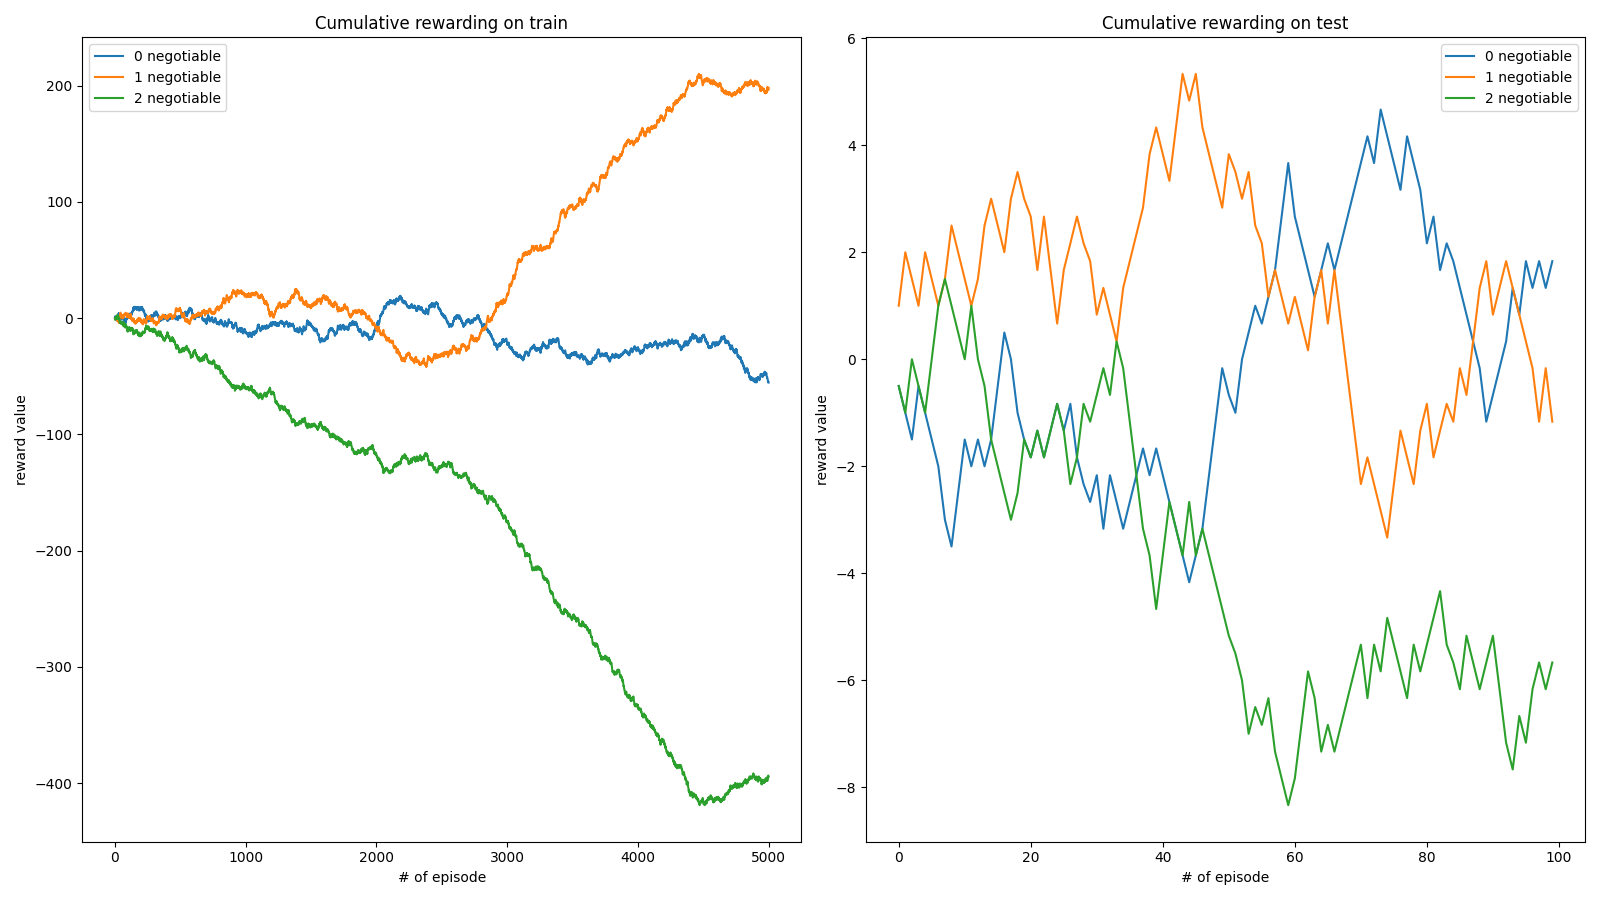 Cumulative rewarding on train
0 negotiable
1 negotiable
2 negotiable
200
100
0
−100
−200
−300
−400
reward value
0
1000
2000
3000
4000
5000
# of episode
Cumulative rewarding on test
0 negotiable
1 negotiable
2 negotiable
6
4
2
0
−2
−4
−6
−8
reward value
0
20
40
60
80
100
# of episode